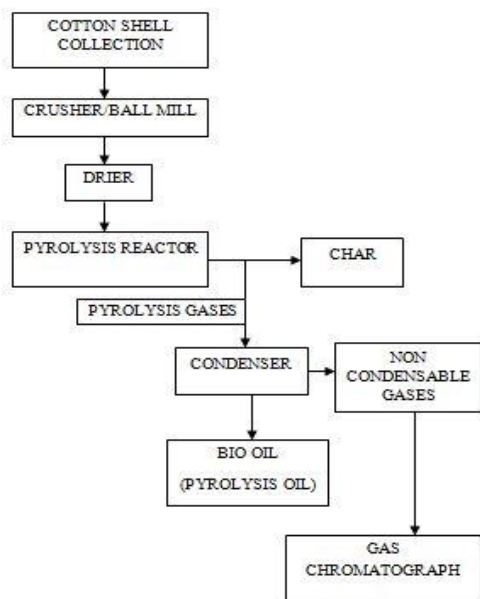 COTTON SHELL
COLLECTION
CRUSHER/BALL MILL
DRIER
PYROLYSIS REACTOR
CHAR
PYROLYSIS GASES
CONDENSER
NON
CONDENSABLE
GASES
BIO OIL
(PYROLYSIS OIL)
GAS
CHROMATOGRAPH